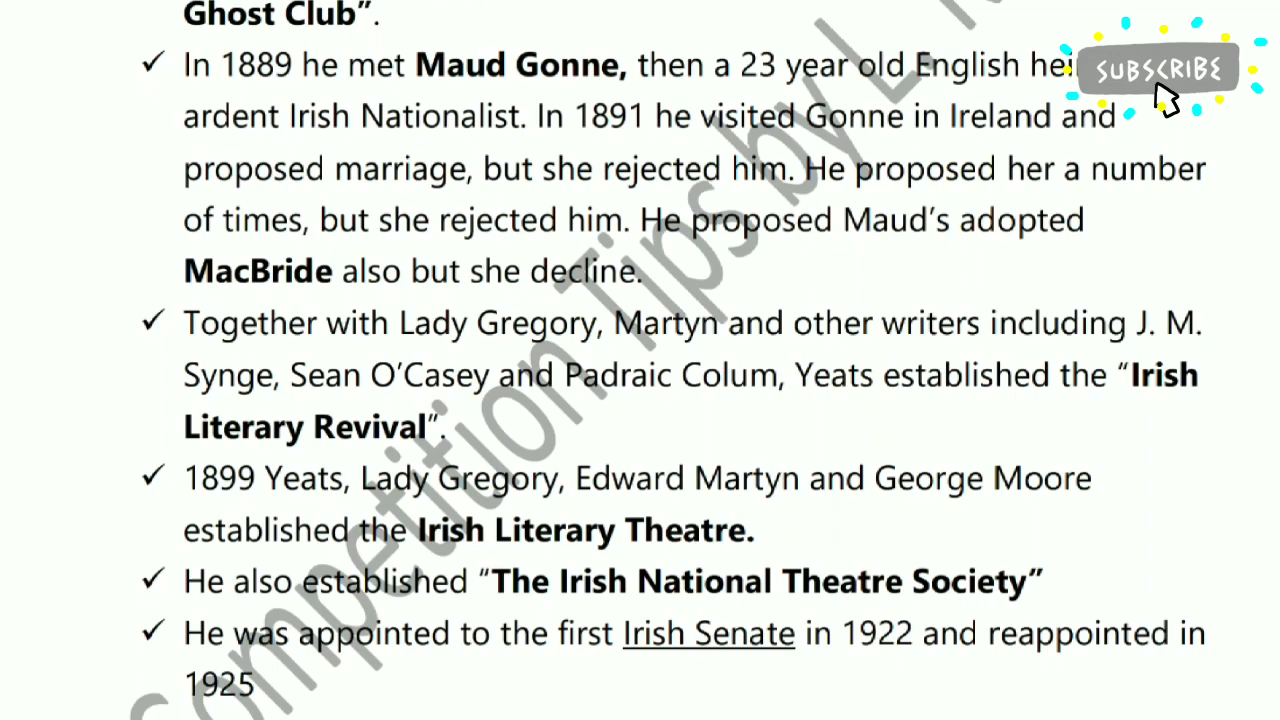 Ghost Club”.
✓ In 1889 he met Maud Gonne, then a 23 year old English
SUBSCRIBE
ardent Irish Nationalist. In 1891 he visited Gonne in Ireland and
proposed marriage, but she rejected him. He proposed her a number
of times, but she rejected him. He proposed Maud’s adopted
MacBride also but she decline.
✓ Together with Lady Gregory, Martyn and other writers including J. M.
Synge, Sean O’Casey and Padraic Colum, Yeats established the “Irish
Literary Revival”.
✓ 1899 Yeats, Lady Gregory, Edward Martyn and George Moore
established the Irish Literary Theatre.
✓ He also established “The Irish National Theatre Society”
✓ He was appointed to the first Irish Senate in 1922 and reappointed in
1925
Competition Tips by L.